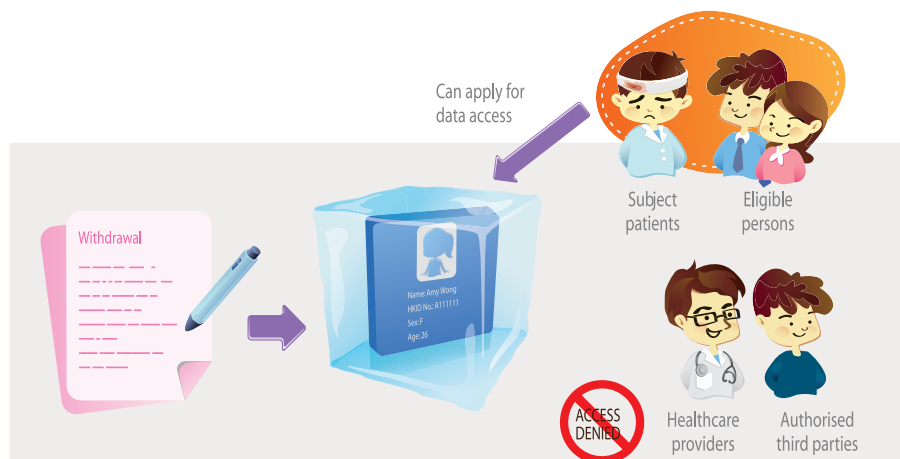 Can apply for
data access
Subject
patients
Eligible
persons
Withdrawal
Name: Amy Wong
HKID No.: A111111
Sex: F
Age: 26
ACCESS
DENIED
Healthcare
providers
Authorised
third parties